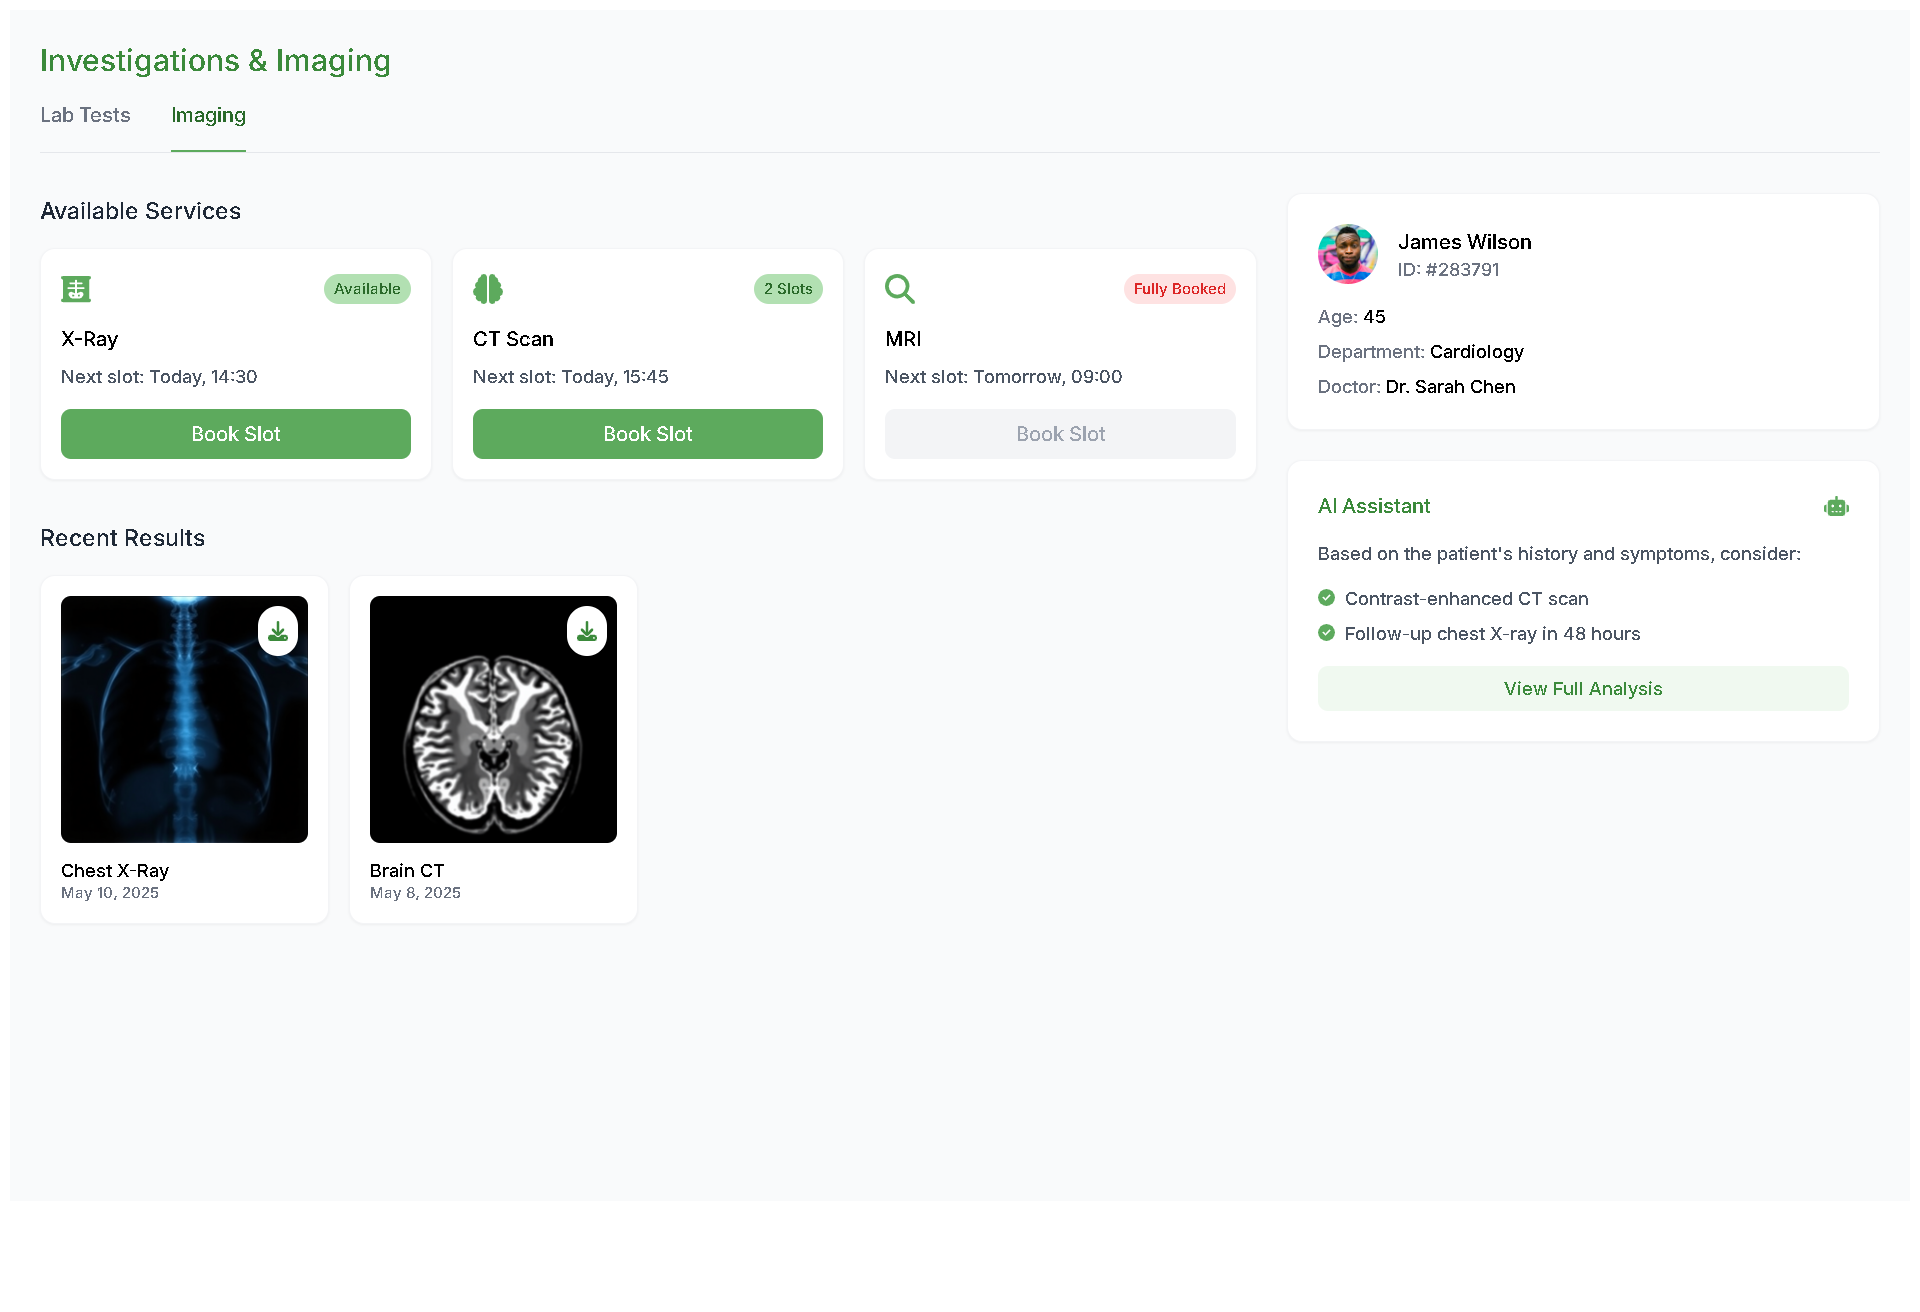 Investigations & Imaging
Lab Tests
Imaging
Available Services
Available
X-Ray
Next slot: Today, 14:30
Book Slot
2 Slots
CT Scan
Next slot: Today, 15:45
Book Slot
Fully Booked
MRI
Next slot: Tomorrow, 09:00
Book Slot
Recent Results
Chest X-Ray
May 10, 2025
Brain CT
May 8, 2025
James Wilson
ID: #283791
Age: 45
Department: Cardiology
Doctor: Dr. Sarah Chen
AI Assistant
Based on the patient's history and symptoms, consider:
Contrast-enhanced CT scan
Follow-up chest X-ray in 48 hours
View Full Analysis